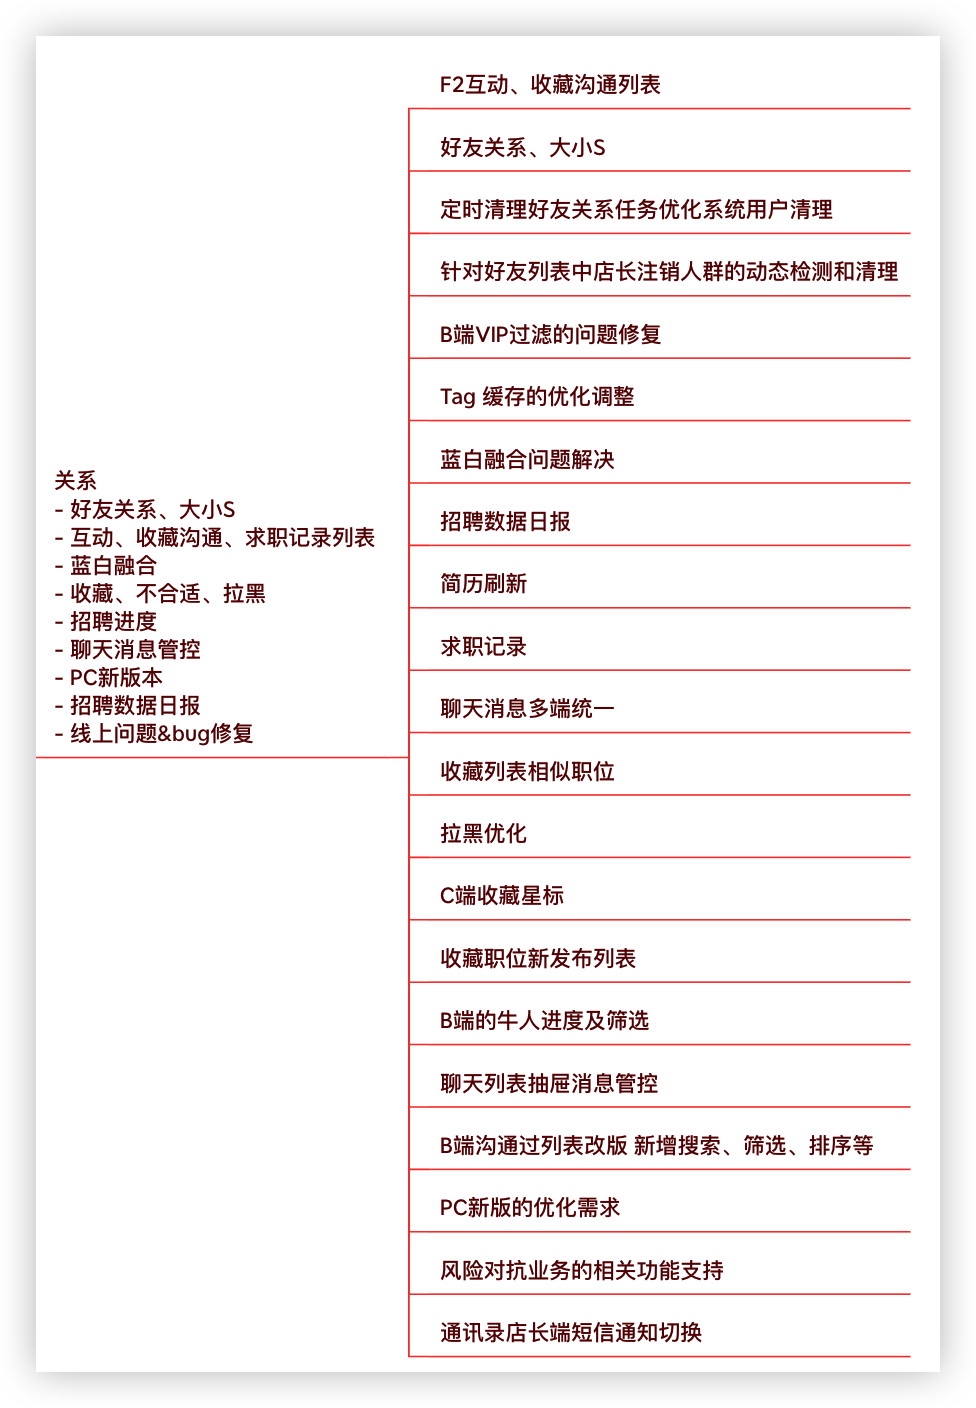 关系
- 好友关系、大小S
- 互动、收藏沟通、求职记录列表
- 蓝白融合
- 收藏、不合适、拉黑
- 招聘进度
- 聊天消息管控
- PC新版本
- 招聘数据日报
- 线上问题&bug修复
F2互动、收藏沟通列表
好友关系、大小S
定时清理好友关系任务优化系统用户清理
针对好友列表中店长注销人群的动态检测和清理
B端VIP过滤的问题修复
Tag 缓存的优化调整
蓝白融合问题解决
招聘数据日报
简历刷新
求职记录
聊天消息多端统一
收藏列表相似职位
拉黑优化
C端收藏星标
收藏职位新发布列表
B端的牛人进度及筛选
聊天列表抽屉消息管控
B端沟通过列表改版 新增搜索、筛选、排序等
PC新版的优化需求
风险对抗业务的相关功能支持
通讯录店长端短信通知切换